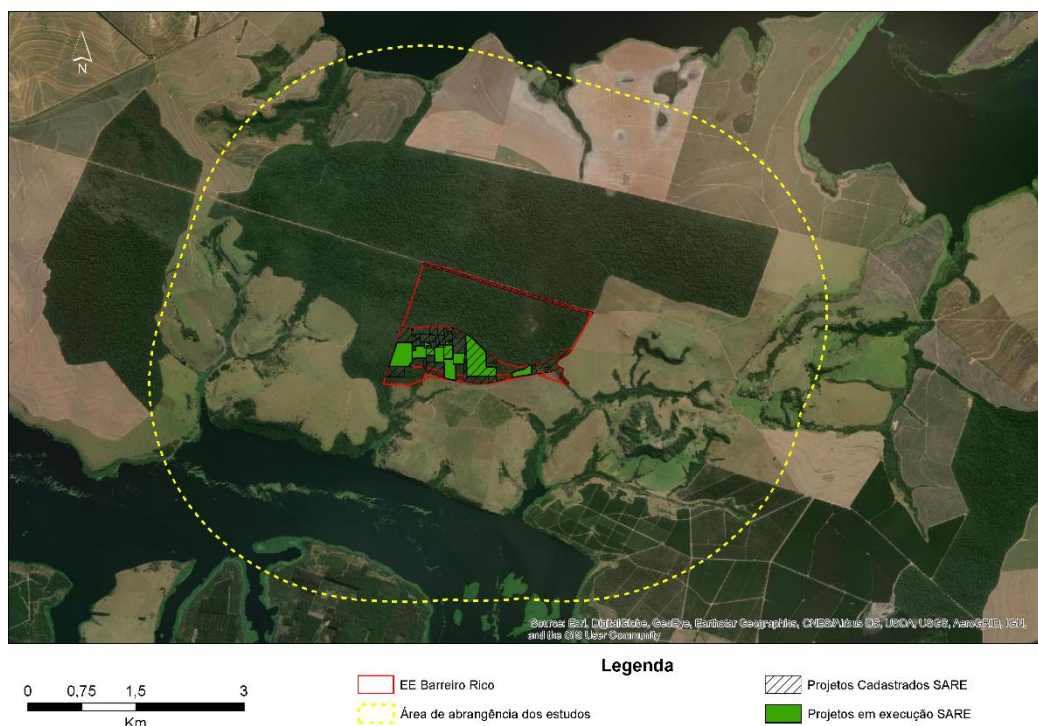 N
Source: Esri, DigitalGlobe, GeoEye, Earthstar Geographics, CNES/Airbus DS, USDA, USGS, AeroGRID, IGN,
and the GIS User Community
Legenda
0 0,75 1,5 3
Km
EE Barreiro Rico
Área de abrangência dos estudos
Projetos Cadastrados SARE
Projetos em execução SARE